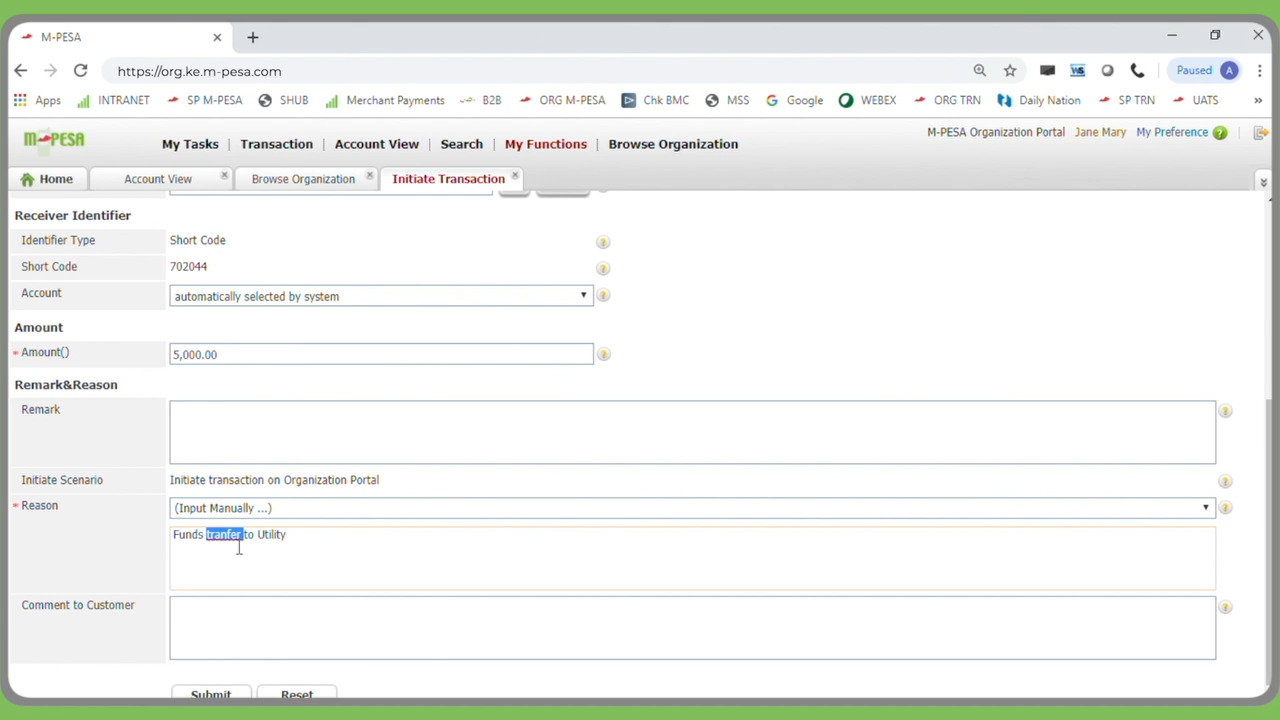 M-PESA
https://org.ke.m-pesa.com
Paused A
Apps INTRANET SP M-PESA SHUB Merchant Payments B2B ORG M-PESA Chk BMC MSS Google WEBEX ORG TRN Daily Nation SP TRN UATS »
M-PESA My Tasks Transaction Account View Search My Functions Browse Organization
M-PESA Organization Portal Jane Mary My Preference ?
Home Account View Browse Organization Initiate Transaction
Receiver Identifier
Identifier Type Short Code
Short Code 702044
Account automatically selected by system
Amount
* Amount() 5,000.00
Remark&Reason
Remark
Initiate Scenario Initiate transaction on Organization Portal
* Reason (Input Manually ...)
Funds tranfer to Utility
Comment to Customer
Submit Reset